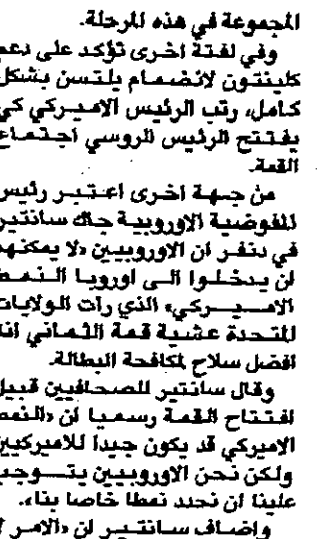 المجموعة في هذه المرحلة.
وفي لفتة اخرى تؤكد على دعم
كلينتون لانضمام يلتسن بشكل
كامل، رتب الرئيس الاميركي كي
يفتتح الرئيس الروسي اجتماع
القمة.
من جهة اخرى اعتبر رئيس
المفوضية الاوروبية جاك سانتير
في دنفر ان الاوروبيين «لا يمكنهم
ان يدخلوا الى اوروبا النمط
الاميركي» الذي رات الولايات
المتحدة عشية قمة الثماني انه
افضل سلاح لمكافحة البطالة.
وقال سانتير للصحافيين قبيل
افتتاح القمة رسميا ان «النمط
الاميركي قد يكون جيدا للاميركيين
ولكن نحن الاوروبيين يتوجب
علينا ان نحدد نمطا خاصا بنا».
واضاف سانتير ان «الامر